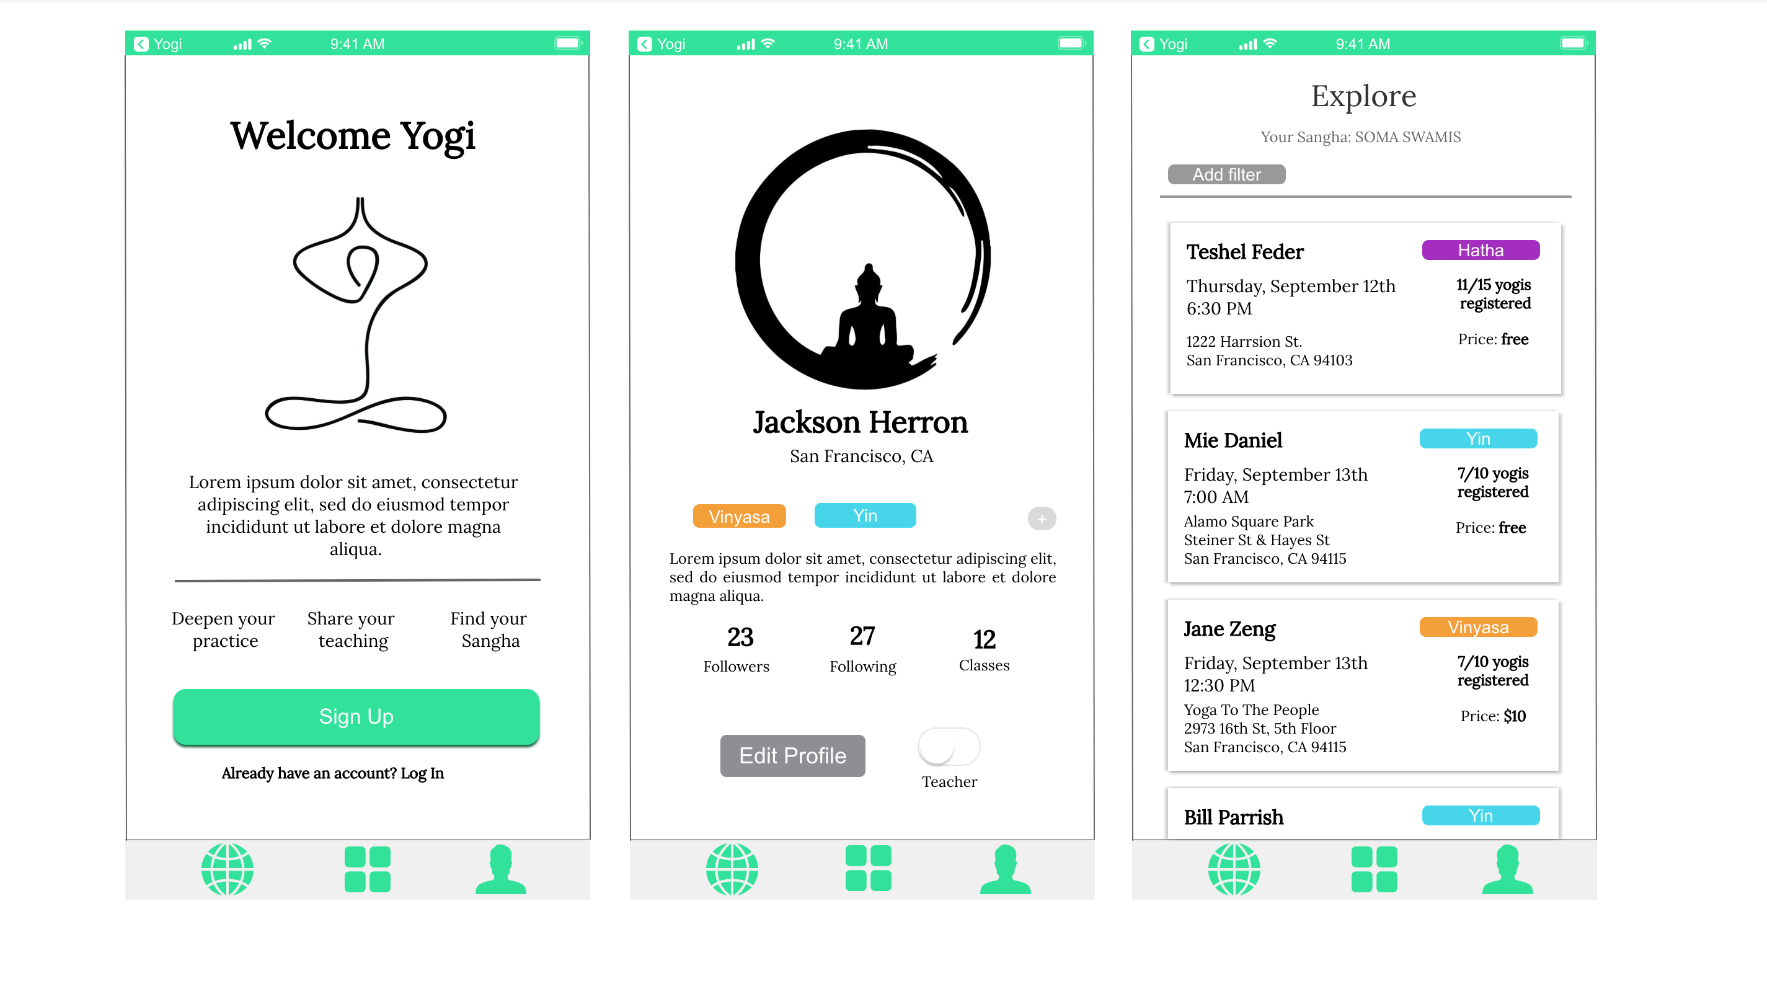 Yogi 9:41 AM
Welcome Yogi
Lorem ipsum dolor sit amet, consectetur
adipiscing elit, sed do eiusmod tempor
incididunt ut labore et dolore magna
aliqua.
Deepen your practice
Share your teaching
Find your Sangha
Sign Up
Already have an account? Log In
Yogi 9:41 AM
Jackson Herron
San Francisco, CA
Vinyasa Yin +
Lorem ipsum dolor sit amet, consectetur adipiscing elit,
sed do eiusmod tempor incididunt ut labore et dolore
magna aliqua.
23 27 12
Followers Following Classes
Edit Profile
Teacher
Yogi 9:41 AM
Explore
Your Sangha: SOMA SWAMIS
Add filter
Teshel Feder
Hatha
Thursday, September 12th
6:30 PM
11/15 yogis
registered
1222 Harrsion St.
San Francisco, CA 94103
Price: free
Mie Daniel
Yin
Friday, September 13th
7:00 AM
7/10 yogis
registered
Alamo Square Park
Steiner St & Hayes St
San Francisco, CA 94115
Price: free
Jane Zeng
Vinyasa
Friday, September 13th
12:30 PM
7/10 yogis
registered
Yoga To The People
2973 16th St, 5th Floor
San Francisco, CA 94115
Price: $10
Bill Parrish
Yin